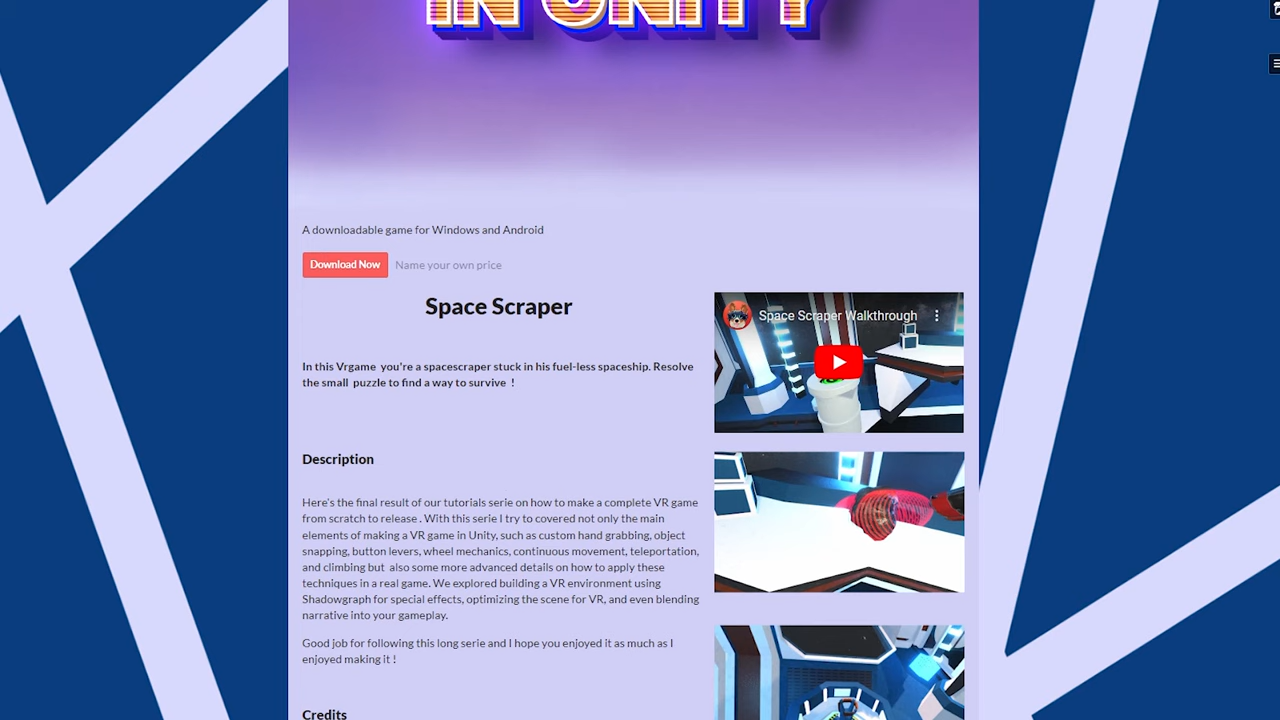 IN UNITY
A downloadable game for Windows and Android
Download Now Name your own price
Space Scraper
Space Scraper Walkthrough
In this Vrgame you're a spacescraper stuck in his fuel-less spaceship. Resolve
the small puzzle to find a way to survive !
Description
Here's the final result of our tutorials serie on how to make a complete VR game
from scratch to release . With this serie I try to covered not only the main
elements of making a VR game in Unity, such as custom hand grabbing, object
snapping, button levers, wheel mechanics, continuous movement, teleportation,
and climbing but also some more advanced details on how to apply these
techniques in a real game. We explored building a VR environment using
Shadowgraph for special effects, optimizing the scene for VR, and even blending
narrative into your gameplay.
Good job for following this long serie and I hope you enjoyed it as much as I
enjoyed making it !
Credits